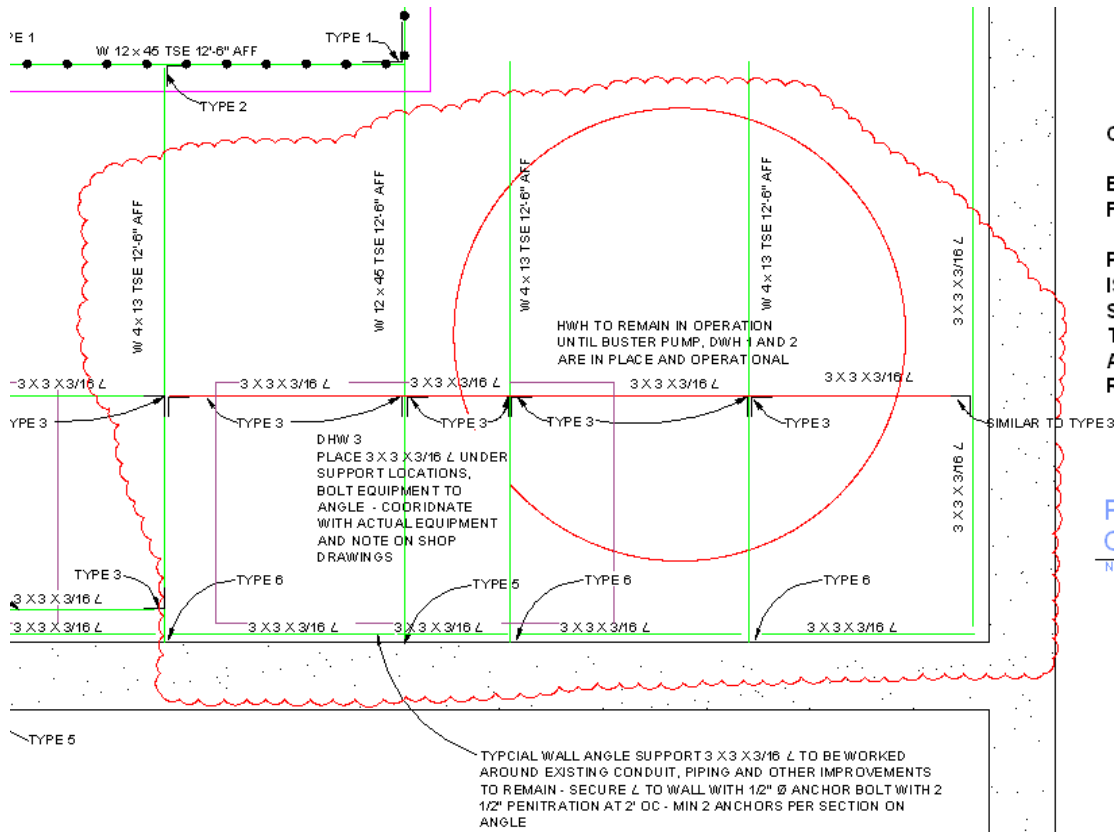 PE 1
W 12 x 45 TSE 12'-6" AFF
TYPE 1
TYPE 2
W 4 x 13 TSE 12'-6" AFF
W 12 x 45 TSE 12'-6" AFF
W 4 x 13 TSE 12'-6" AFF
W 4 x 13 TSE 12'-6" AFF
3 X 3 X 3/16 ∠
HWH TO REMAIN IN OPERATION
UNTIL BUSTER PUMP, DWH 1 AND 2
ARE IN PLACE AND OPERATIONAL
3 X 3 X 3/16 ∠
3 X 3 X 3/16 ∠
3 X 3 X 3/16 ∠
3 X 3 X 3/16 ∠
3 X 3 X 3/16 ∠
YPE 3
TYPE 3
TYPE 3
TYPE 3
TYPE 3
SIMILAR TO TYPE 3
DHW 3
PLACE 3 X 3 X 3/16 ∠ UNDER
SUPPORT LOCATIONS,
BOLT EQUIPMENT TO
ANGLE - COORIDNATE
WITH ACTUAL EQUIPMENT
AND NOTE ON SHOP
DRAWINGS
3 X 3 X 3/16 ∠
TYPE 3
TYPE 6
TYPE 5
TYPE 6
TYPE 6
3 X 3 X 3/16 ∠
3 X 3 X 3/16 ∠
3 X 3 X 3/16 ∠
3 X 3 X 3/16 ∠
3 X 3 X 3/16 ∠
3 X 3 X 3/16 ∠
TYPE 5
TYPCIAL WALL ANGLE SUPPORT 3 X 3 X 3/16 ∠ TO BE WORKED
AROUND EXISTING CONDUIT, PIPING AND OTHER IMPROVEMENTS
TO REMAIN - SECURE ∠ TO WALL WITH 1/2" Ø ANCHOR BOLT WITH 2
1/2" PENITRATION AT 2' OC - MIN 2 ANCHORS PER SECTION ON
ANGLE